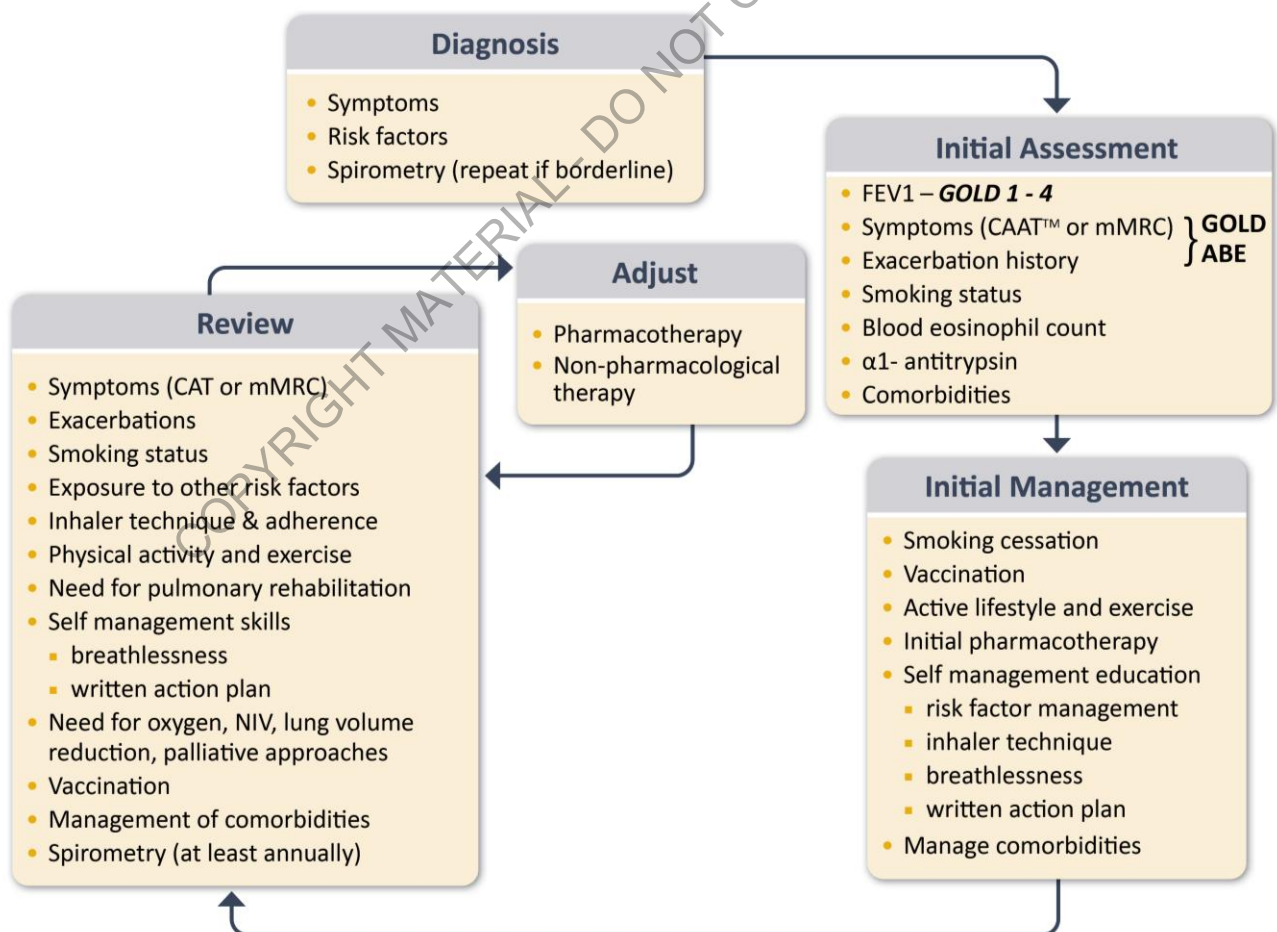 Diagnosis
• Symptoms
• Risk factors
• Spirometry (repeat if borderline)
Initial Assessment
• FEV1 – GOLD 1 - 4
• Symptoms (CAAT™ or mMRC)
• Exacerbation history
} GOLD
ABE
• Smoking status
• Blood eosinophil count
• α1- antitrypsin
• Comorbidities
Initial Management
• Smoking cessation
• Vaccination
• Active lifestyle and exercise
• Initial pharmacotherapy
• Self management education
▪ risk factor management
▪ inhaler technique
▪ breathlessness
▪ written action plan
• Manage comorbidities
Review
• Symptoms (CAT or mMRC)
• Exacerbations
• Smoking status
• Exposure to other risk factors
• Inhaler technique & adherence
• Physical activity and exercise
• Need for pulmonary rehabilitation
• Self management skills
▪ breathlessness
▪ written action plan
• Need for oxygen, NIV, lung volume
reduction, palliative approaches
• Vaccination
• Management of comorbidities
• Spirometry (at least annually)
Adjust
• Pharmacotherapy
• Non-pharmacological
therapy
COPYRIGHT MATERIAL - DO NOT